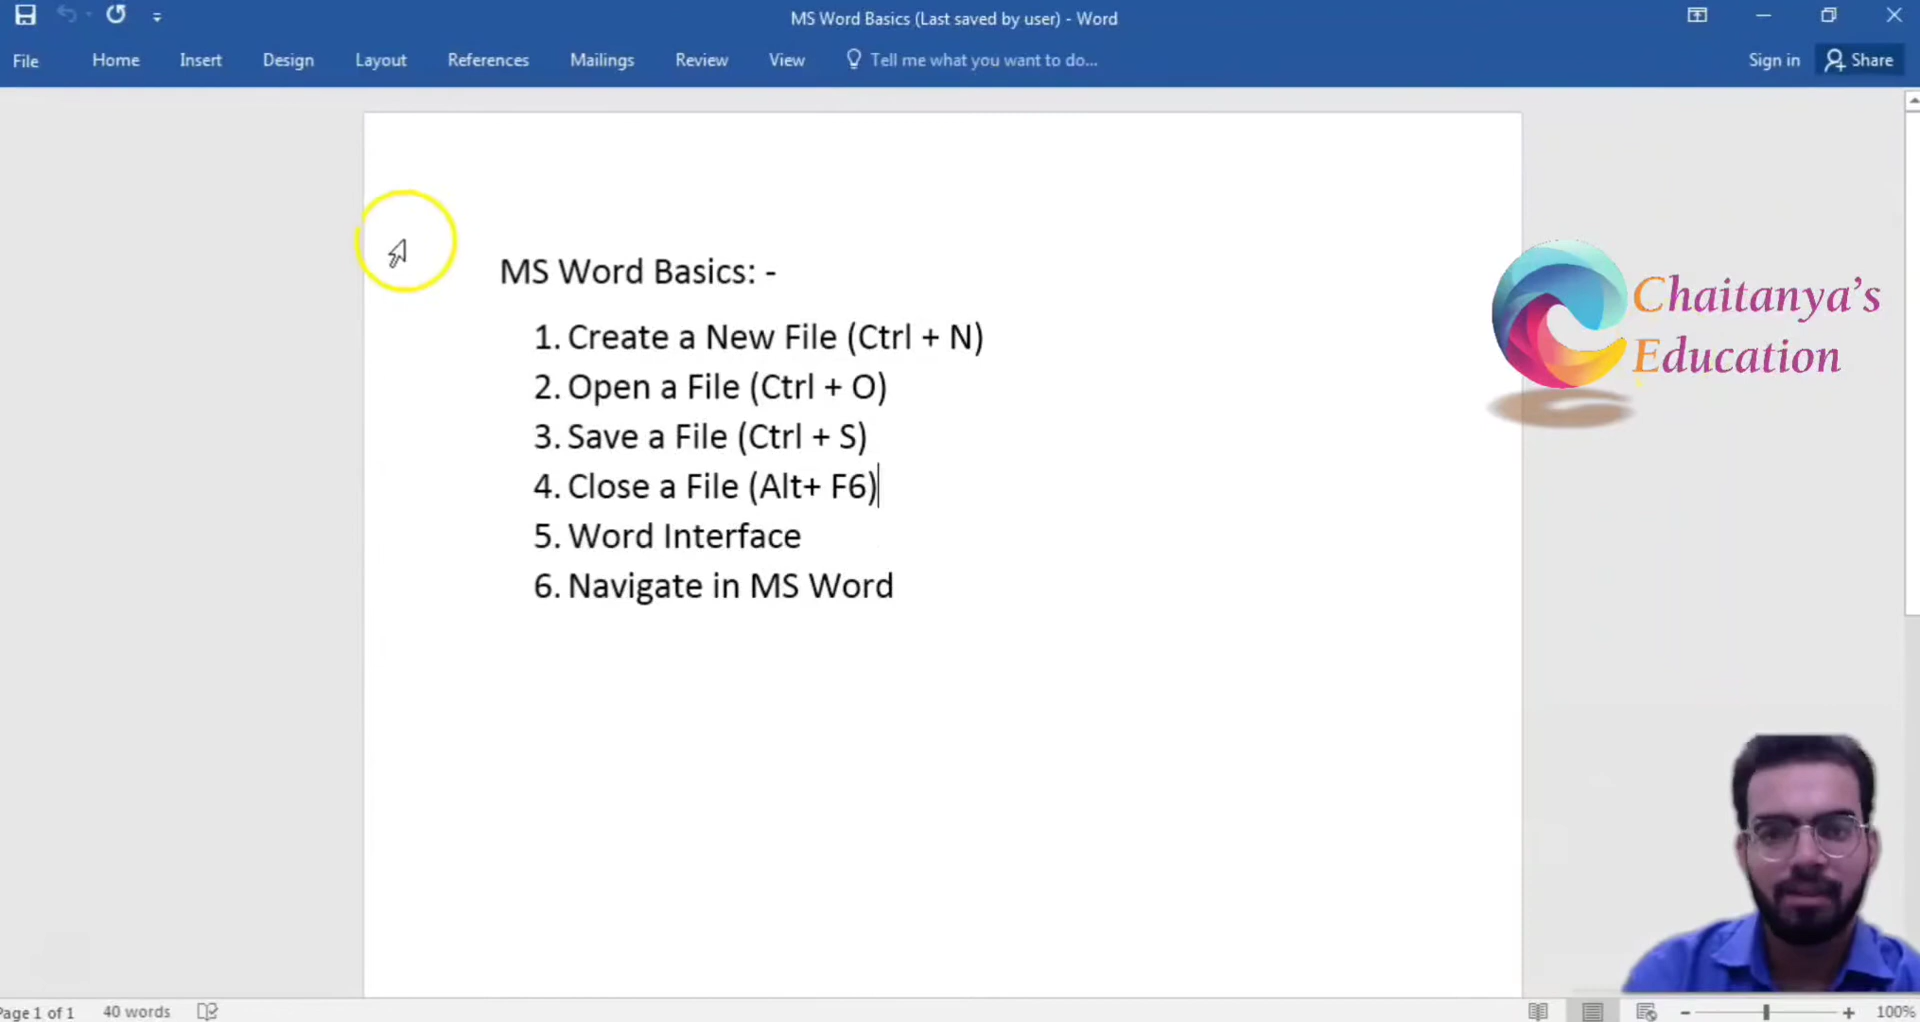 MS Word Basics (Last saved by user) - Word
File Home Insert Design Layout References Mailings Review View Tell me what you want to do... Sign in Share
MS Word Basics: -
1. Create a New File (Ctrl + N)
2. Open a File (Ctrl + O)
3. Save a File (Ctrl + S)
4. Close a File (Alt+ F6)
5. Word Interface
6. Navigate in MS Word
Chaitanya's
Education
Page 1 of 1 40 words 100%